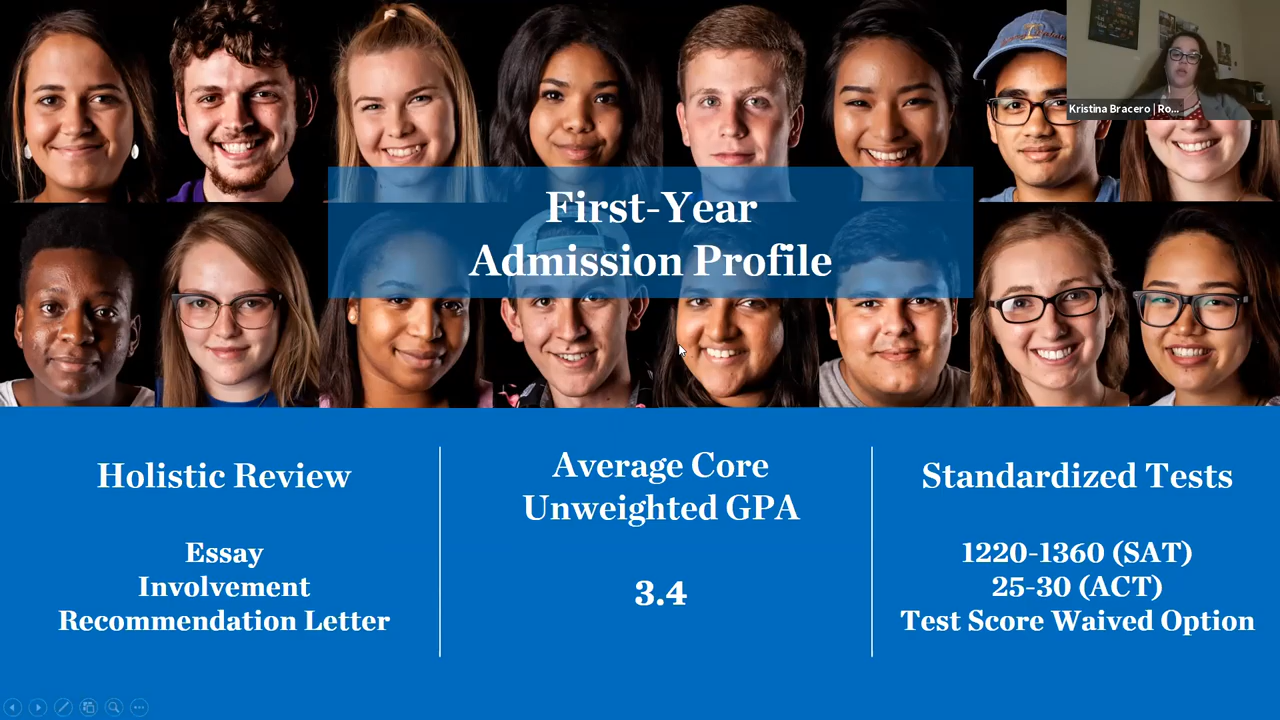 Kristina Bracero | Ro...
First-Year
Admission Profile
Holistic Review
Essay
Involvement
Recommendation Letter
Average Core
Unweighted GPA
3.4
Standardized Tests
1220-1360 (SAT)
25-30 (ACT)
Test Score Waived Option